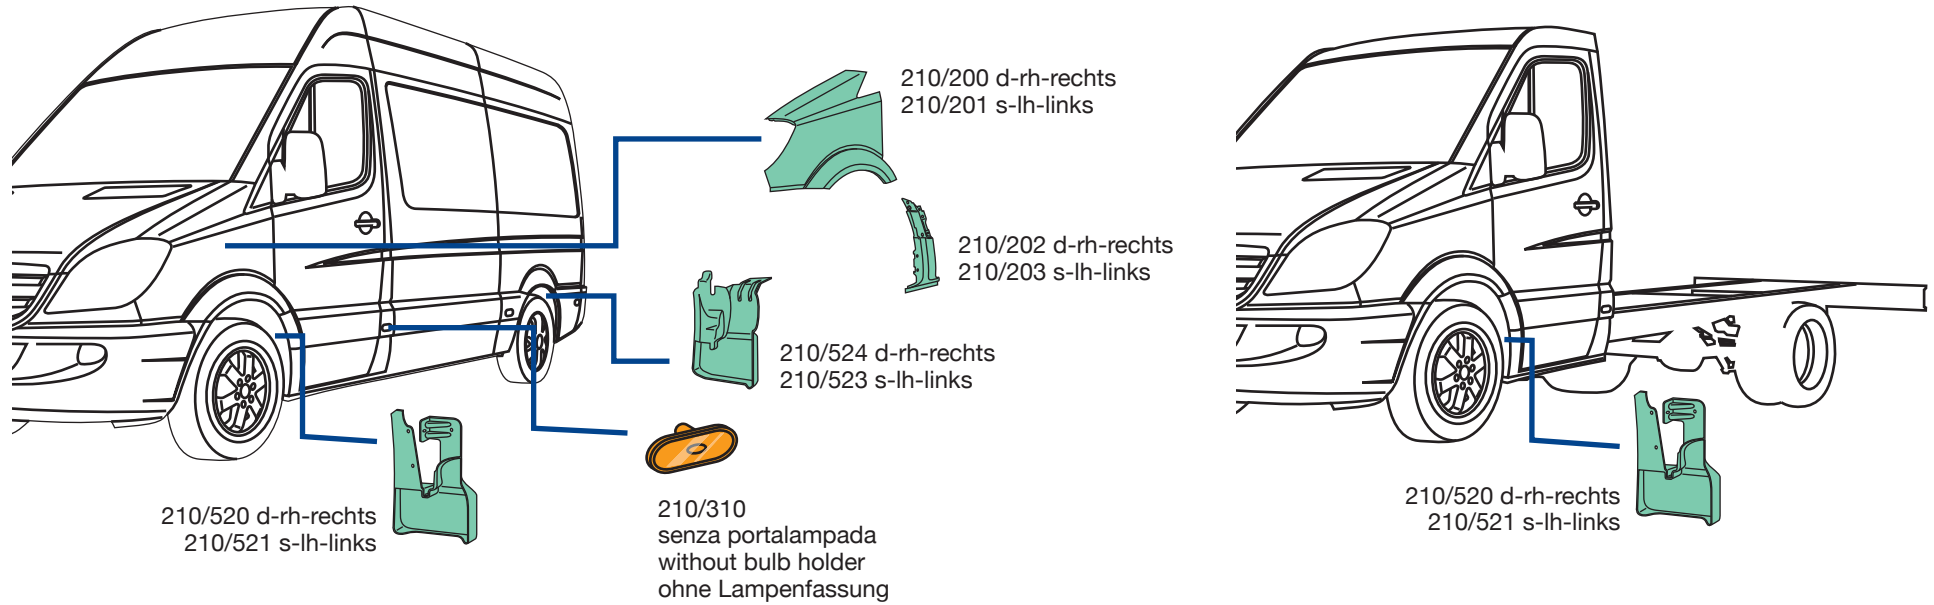 210/200 d-rh-rechts
210/201 s-lh-links
210/202 d-rh-rechts
210/203 s-lh-links
210/524 d-rh-rechts
210/523 s-lh-links
210/520 d-rh-rechts
210/521 s-lh-links
210/310
senza portalampada
without bulb holder
ohne Lampenfassung
210/520 d-rh-rechts
210/521 s-lh-links